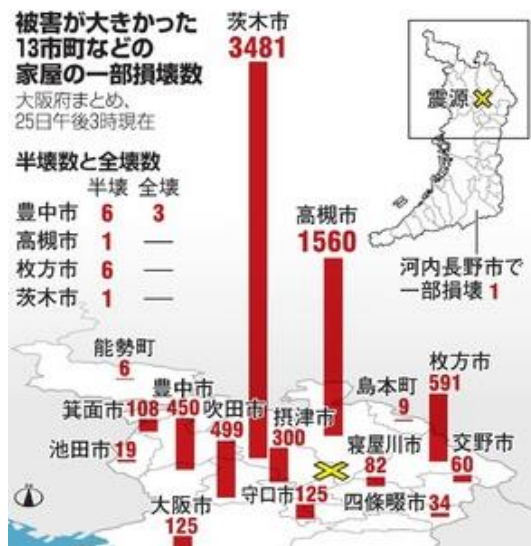 被害が大きかった
13市町などの
家屋の一部損壊数
大阪府まとめ、
25日午後3時現在
半壊数と全壊数
半壊 全壊
豊中市 6 3
高槻市 1 —
枚方市 6 —
茨木市 1 —
茨木市
3481
震源
高槻市
1560
河内長野市で
一部損壊 1
能勢町
6
豊中市
450
箕面市 108
吹田市
499
池田市 19
摂津市
300
島本町
9
枚方市
591
寝屋川市
82
交野市
60
守口市 125
四條畷市 34
大阪市
125